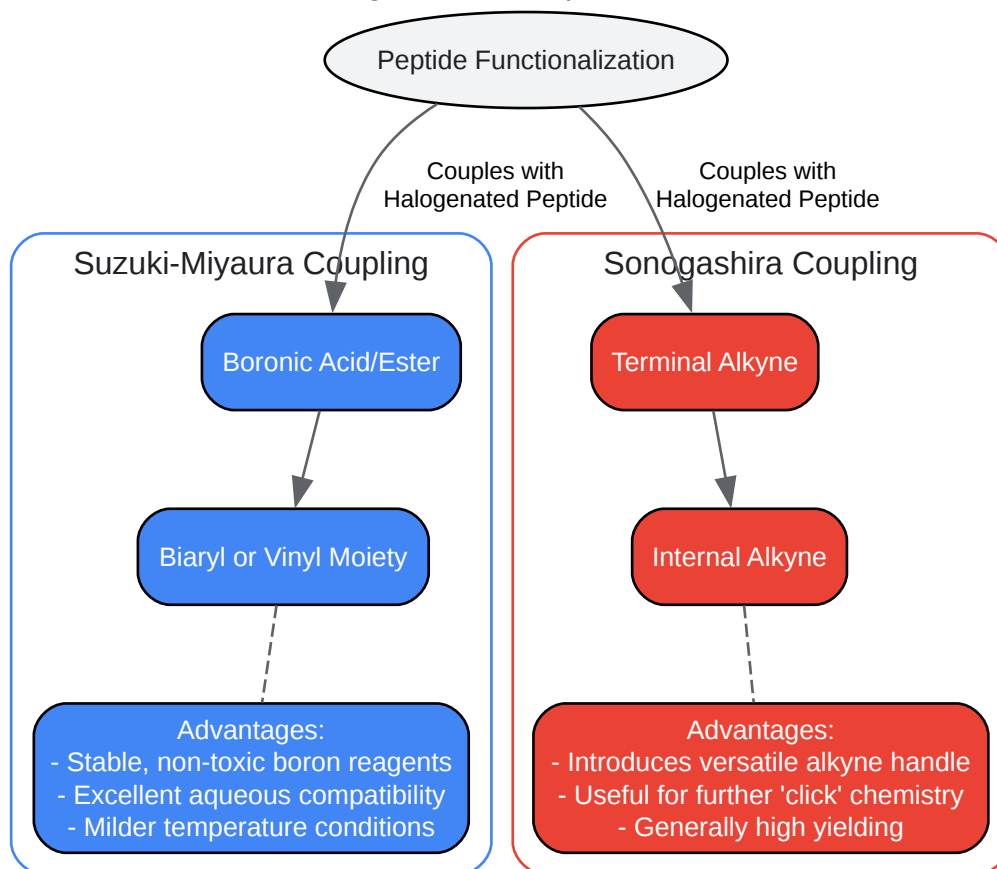 Peptide Functionalization
Couples with
Halogenated Peptide
Couples with
Halogenated Peptide
Suzuki-Miyaura Coupling
Boronic Acid/Ester
Biaryl or Vinyl Moiety
Advantages:
- Stable, non-toxic boron reagents
- Excellent aqueous compatibility
- Milder temperature conditions
Sonogashira Coupling
Terminal Alkyne
Internal Alkyne
Advantages:
- Introduces versatile alkyne handle
- Useful for further 'click' chemistry
- Generally high yielding